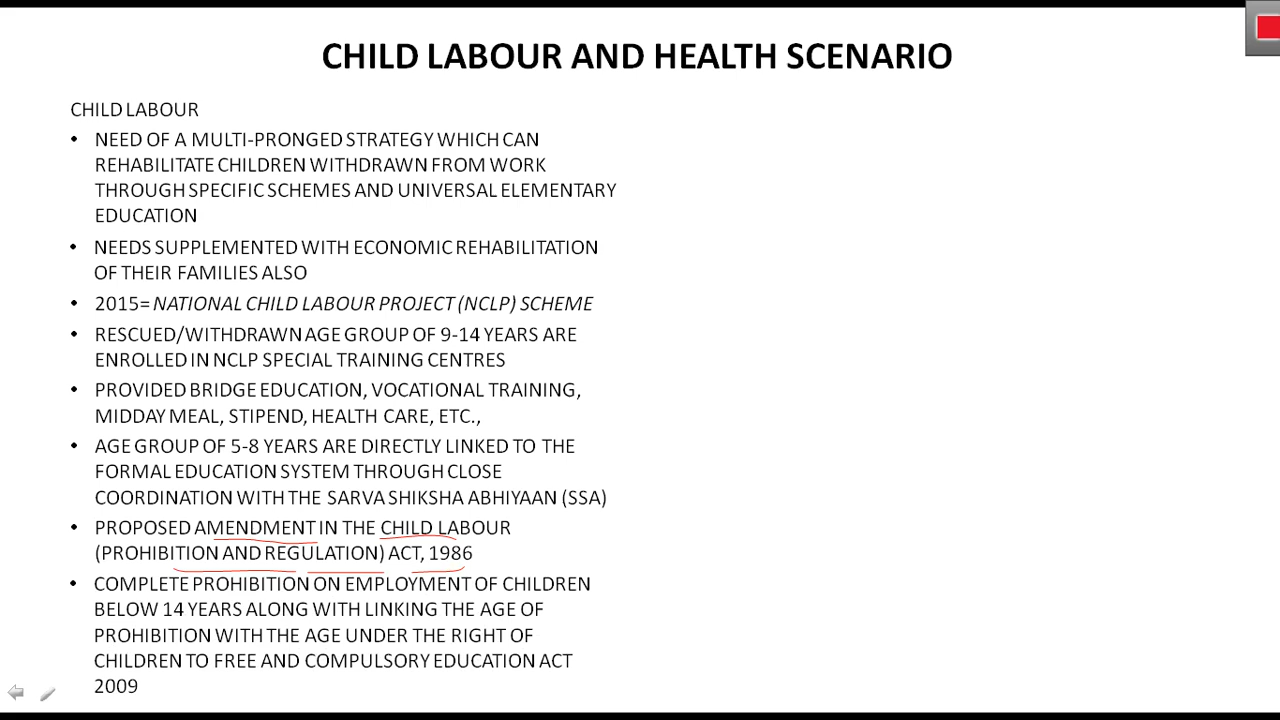 CHILD LABOUR AND HEALTH SCENARIO
CHILD LABOUR
• NEED OF A MULTI-PRONGED STRATEGY WHICH CAN
REHABILITATE CHILDREN WITHDRAWN FROM WORK
THROUGH SPECIFIC SCHEMES AND UNIVERSAL ELEMENTARY
EDUCATION
• NEEDS SUPPLEMENTED WITH ECONOMIC REHABILITATION
OF THEIR FAMILIES ALSO
• 2015= NATIONAL CHILD LABOUR PROJECT (NCLP) SCHEME
• RESCUED/WITHDRAWN AGE GROUP OF 9-14 YEARS ARE
ENROLLED IN NCLP SPECIAL TRAINING CENTRES
• PROVIDED BRIDGE EDUCATION, VOCATIONAL TRAINING,
MIDDAY MEAL, STIPEND, HEALTH CARE, ETC.,
• AGE GROUP OF 5-8 YEARS ARE DIRECTLY LINKED TO THE
FORMAL EDUCATION SYSTEM THROUGH CLOSE
COORDINATION WITH THE SARVA SHIKSHA ABHIYAAN (SSA)
• PROPOSED AMENDMENT IN THE CHILD LABOUR
(PROHIBITION AND REGULATION) ACT, 1986
• COMPLETE PROHIBITION ON EMPLOYMENT OF CHILDREN
BELOW 14 YEARS ALONG WITH LINKING THE AGE OF
PROHIBITION WITH THE AGE UNDER THE RIGHT OF
CHILDREN TO FREE AND COMPULSORY EDUCATION ACT
2009